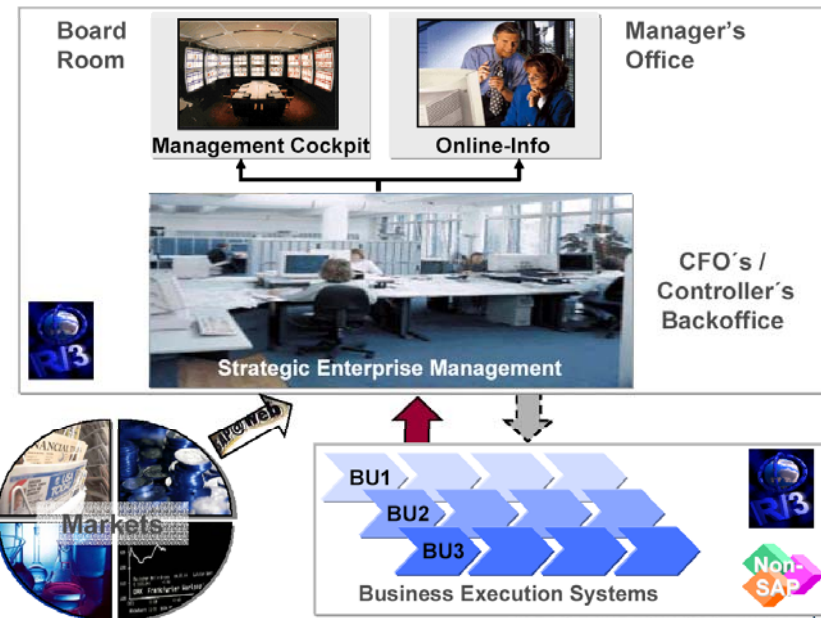 Board
Room
Manager's
Office
Management Cockpit
Online-Info
CFO´s /
Controller´s
Backoffice
R/3
Strategic Enterprise Management
FINANCIAL
Markets
BU1
BU2
BU3
R/3
Non-
SAP
Business Execution Systems